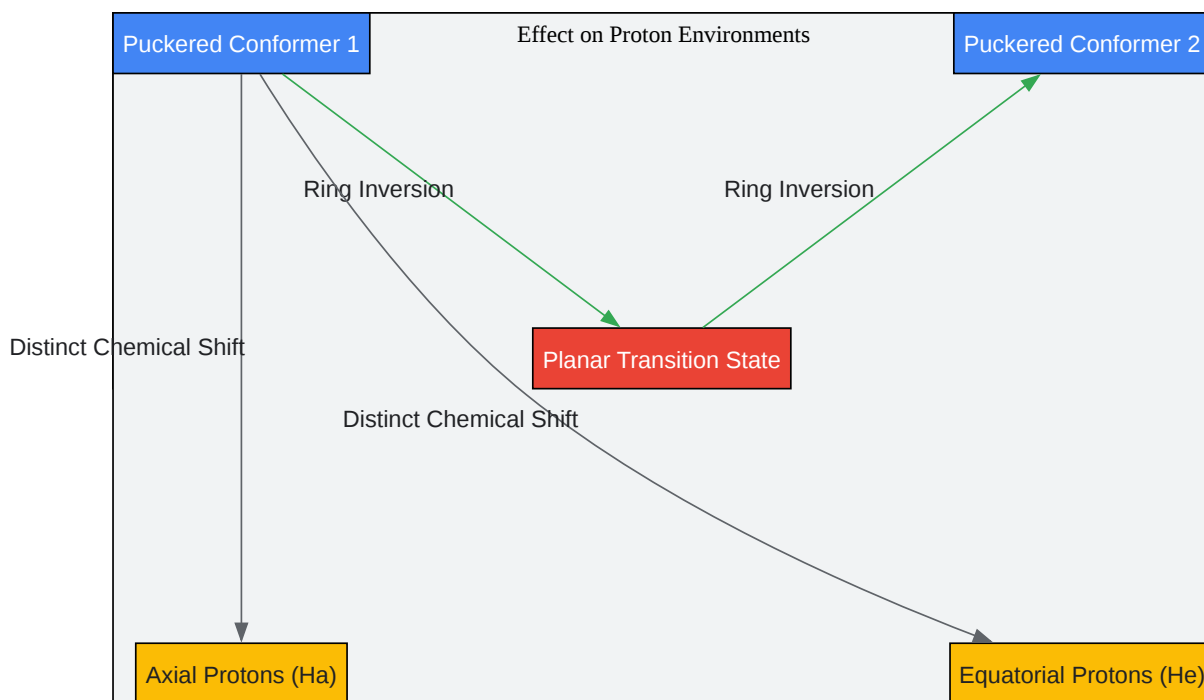 Effect on Proton Environments
Puckered Conformer 1
Puckered Conformer 2
Ring Inversion
Ring Inversion
Distinct Chemical Shift
Planar Transition State
Distinct Chemical Shift
Axial Protons (Ha)
Equatorial Protons (He)